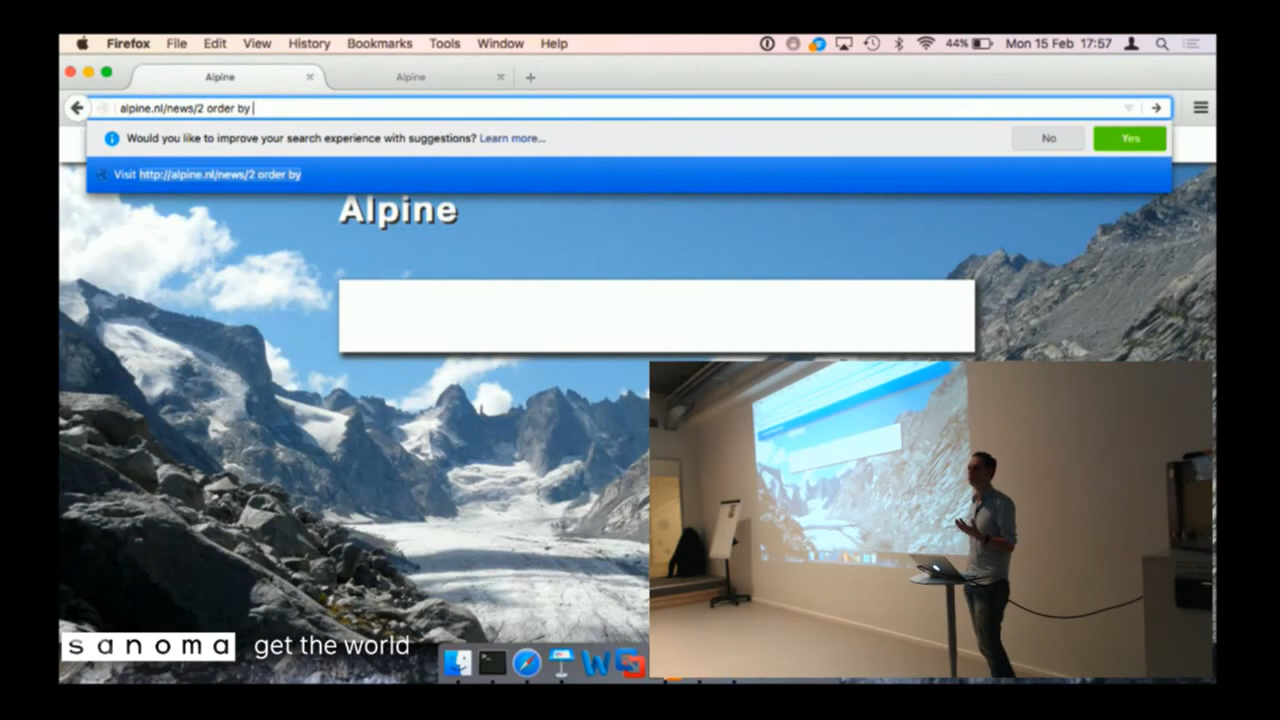 Firefox File Edit View History Bookmarks Tools Window Help 44% Mon 15 Feb 17:57
Alpine Alpine
alpine.nl/news/2 order by
Would you like to improve your search experience with suggestions? Learn more... No Yes
Visit http://alpine.nl/news/2 order by
Alpine
sanoma get the world